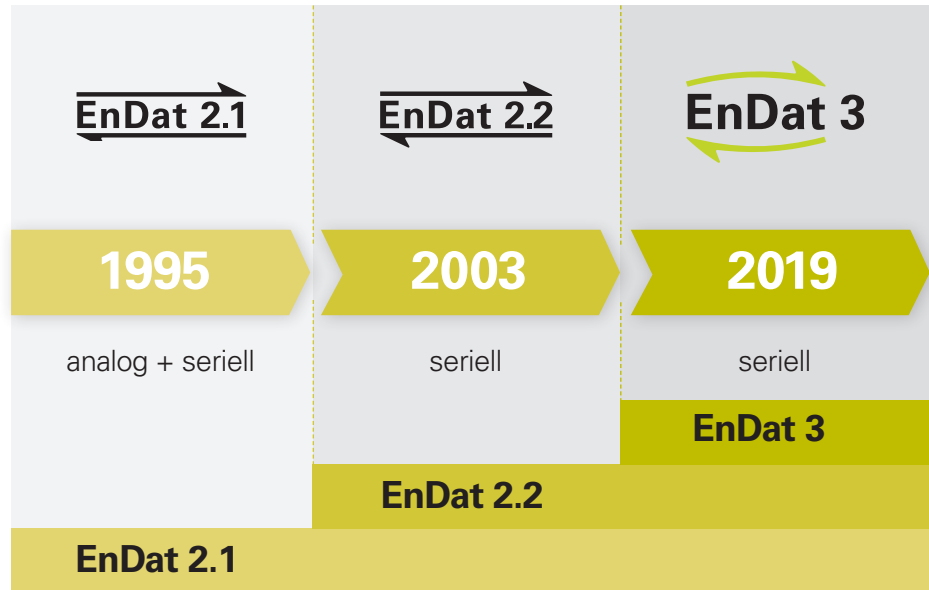 EnDat 2.1
EnDat 2.2
EnDat 3
1995
2003
2019
analog + seriell
seriell
seriell
EnDat 3
EnDat 2.2
EnDat 2.1